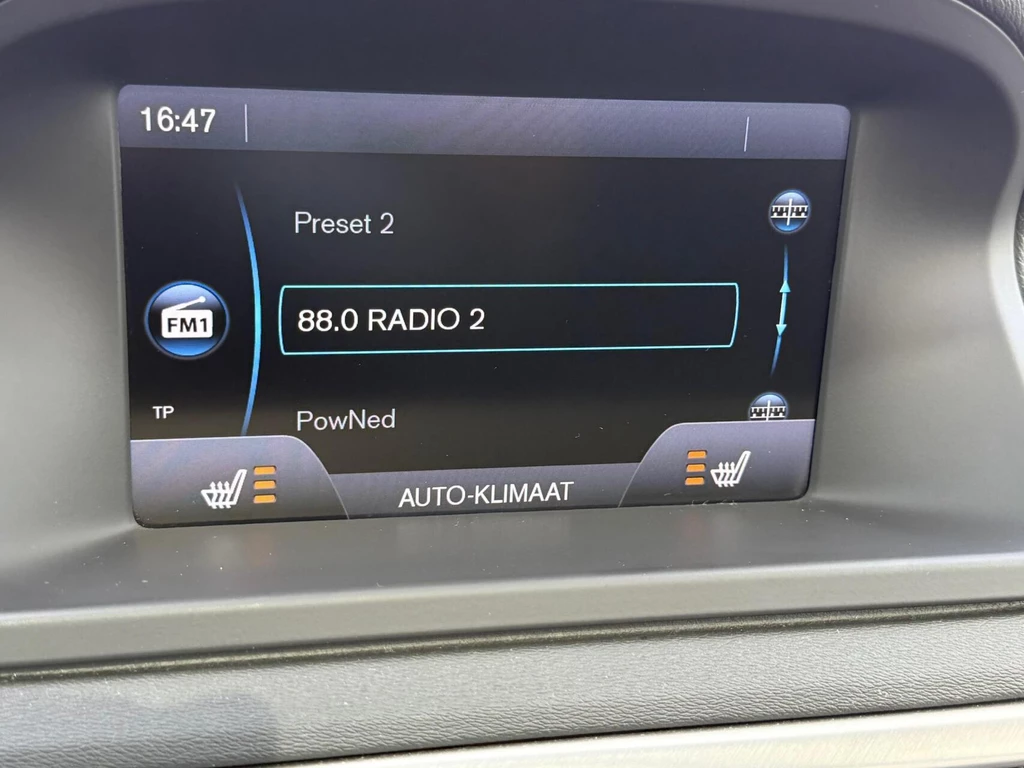 16:47
Preset 2
FM1
88.0 RADIO 2
TP
PowNed
AUTO-KLIMAAT